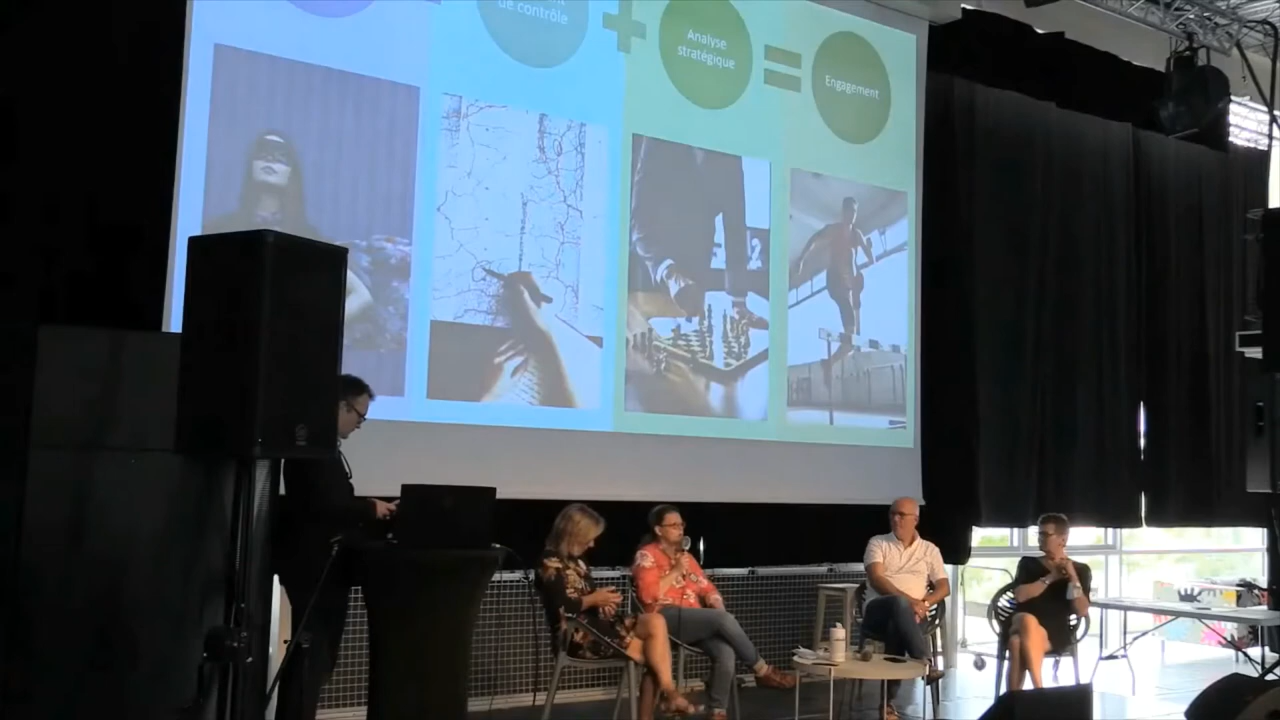 de contrôle
Analyse
stratégique
Engagement